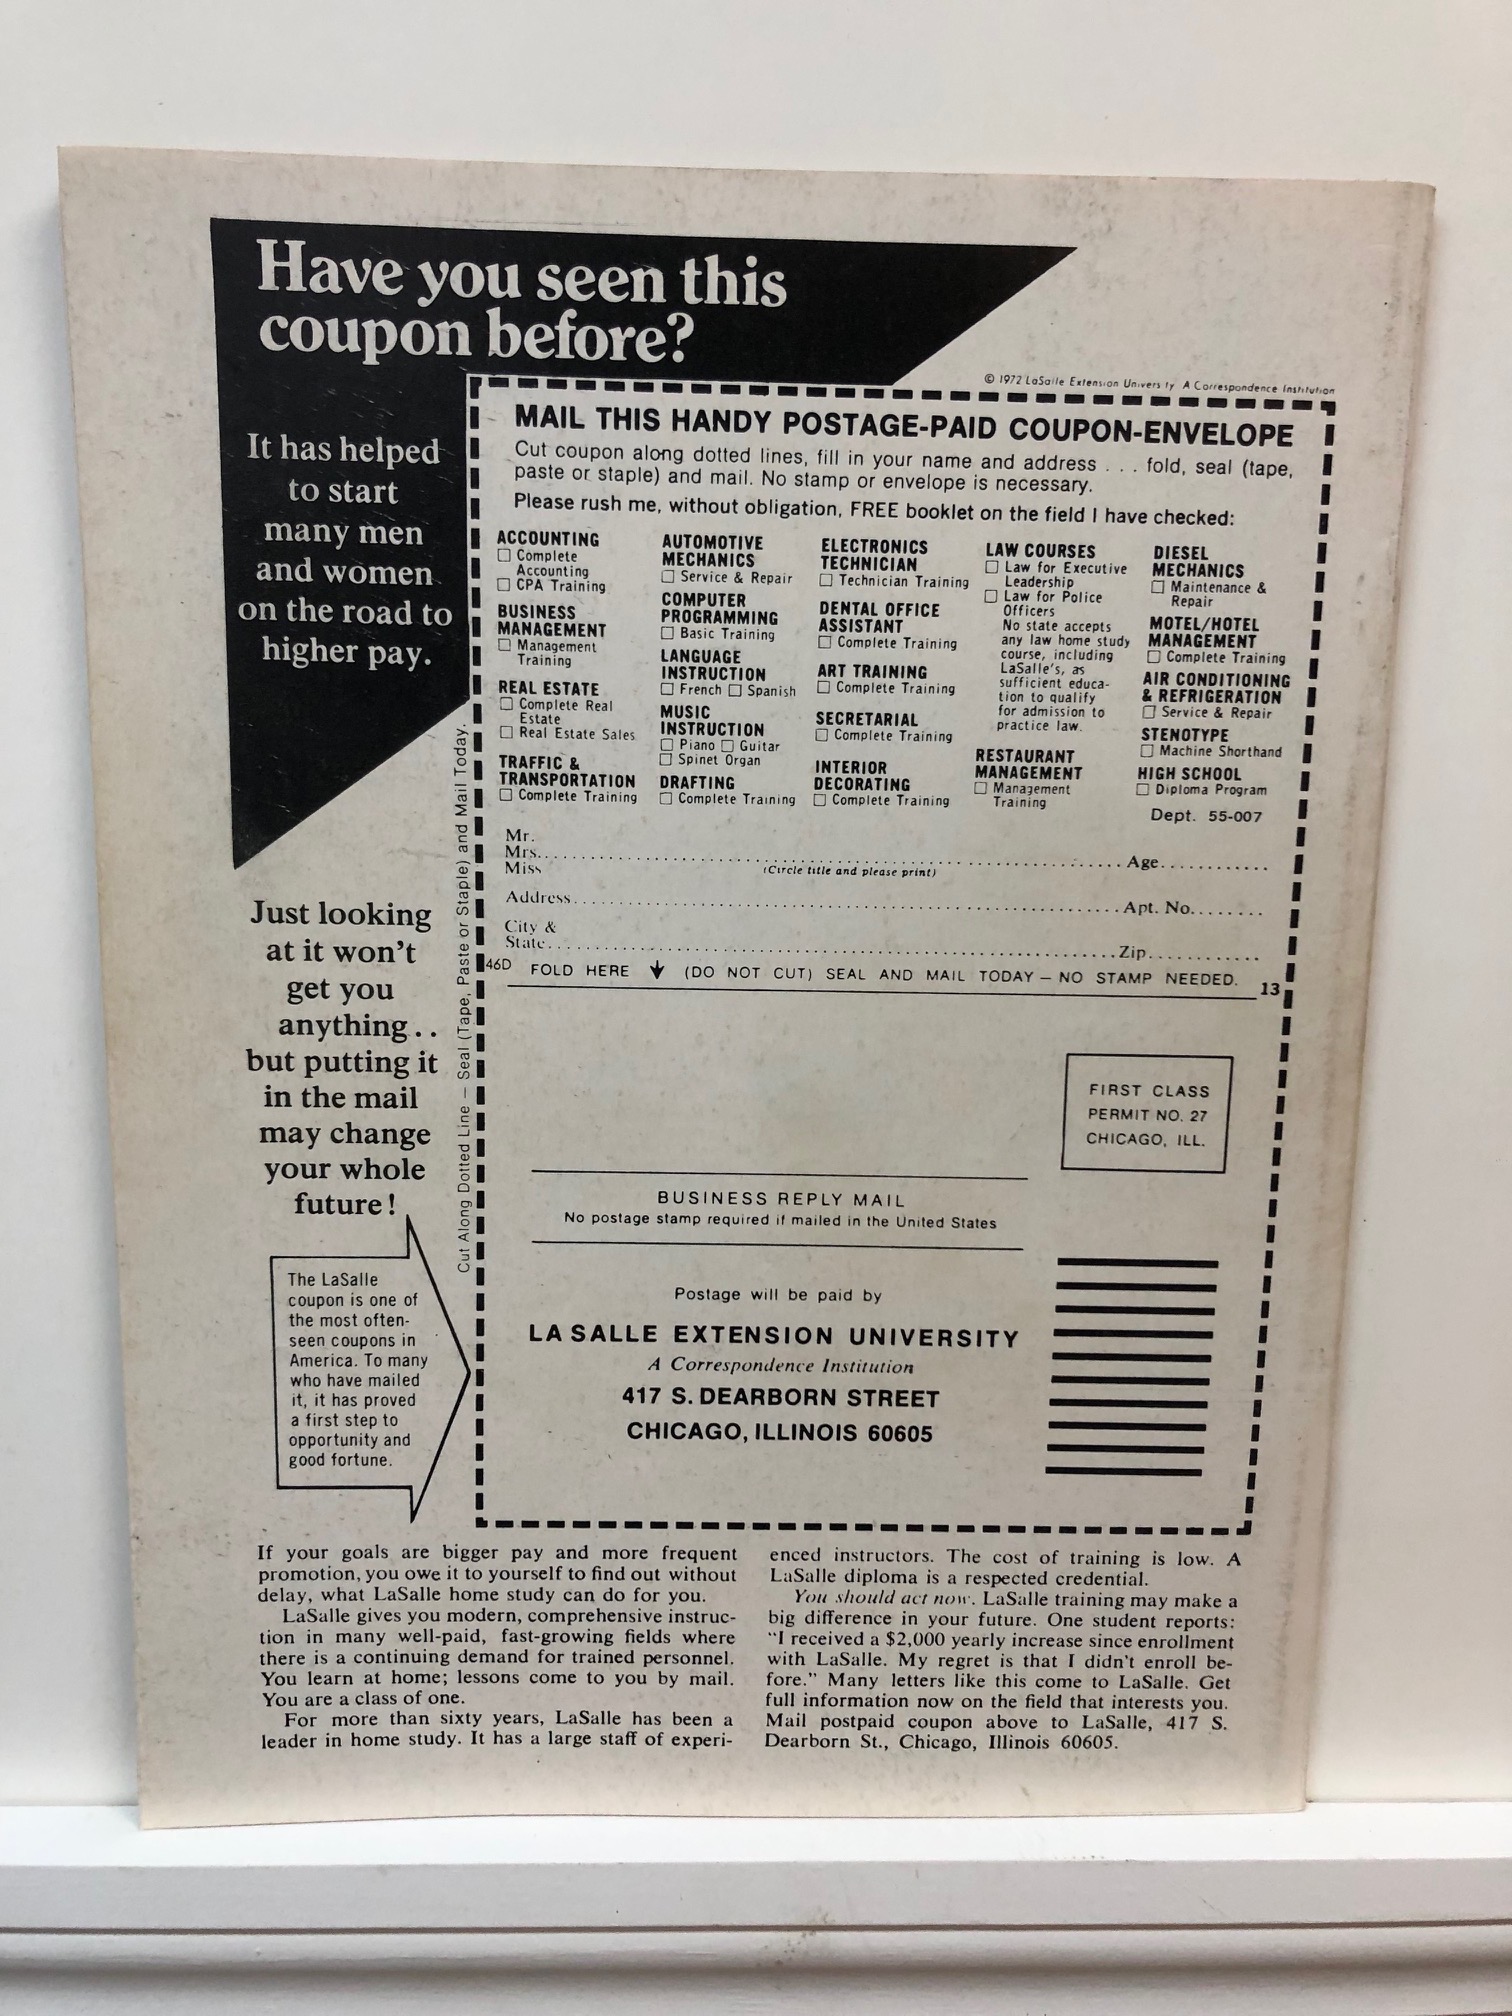 Have you seen this
coupon before?
It has helped
to start
many men
and women
on the road to
higher pay.
Just looking
at it won't
get you
anything..
but putting it
in the mail
may change
your whole
future!
The LaSalle
coupon is one of
the most often-
seen coupons in
America. To many
who have mailed
it, it has proved
a first step to
opportunity and
good fortune.
Cut Along Dotted Line — Seal (Tape, Paste or Staple) and Mail Today.
© 1972 LaSalle Extension University A Correspondence Institution
MAIL THIS HANDY POSTAGE-PAID COUPON-ENVELOPE
Cut coupon along dotted lines, fill in your name and address . . . fold, seal (tape,
paste or staple) and mail. No stamp or envelope is necessary.
Please rush me, without obligation, FREE booklet on the field I have checked:
ACCOUNTING
☐ Complete
Accounting
☐ CPA Training
BUSINESS
MANAGEMENT
☐ Management
Training
REAL ESTATE
☐ Complete Real
Estate
☐ Real Estate Sales
TRAFFIC &
TRANSPORTATION
☐ Complete Training
AUTOMOTIVE
MECHANICS
☐ Service & Repair
COMPUTER
PROGRAMMING
☐ Basic Training
LANGUAGE
INSTRUCTION
☐ French ☐ Spanish
MUSIC
INSTRUCTION
☐ Piano ☐ Guitar
☐ Spinet Organ
DRAFTING
☐ Complete Training
ELECTRONICS
TECHNICIAN
☐ Technician Training
DENTAL OFFICE
ASSISTANT
☐ Complete Training
ART TRAINING
☐ Complete Training
SECRETARIAL
☐ Complete Training
INTERIOR
DECORATING
☐ Complete Training
LAW COURSES
☐ Law for Executive
Leadership
☐ Law for Police
Officers
No state accepts
any law home study
course, including
LaSalle's, as
sufficient educa-
tion to qualify
for admission to
practice law.
RESTAURANT
MANAGEMENT
☐ Management
Training
DIESEL
MECHANICS
☐ Maintenance &
Repair
MOTEL/HOTEL
MANAGEMENT
☐ Complete Training
AIR CONDITIONING
& REFRIGERATION
☐ Service & Repair
STENOTYPE
☐ Machine Shorthand
HIGH SCHOOL
☐ Diploma Program
Dept. 55-007
Mr.
Mrs. Age
Miss (Circle title and please print)
Address Apt. No.
City &
State Zip
46D FOLD HERE ↓ (DO NOT CUT) SEAL AND MAIL TODAY — NO STAMP NEEDED. 13
FIRST CLASS
PERMIT NO. 27
CHICAGO, ILL.
BUSINESS REPLY MAIL
No postage stamp required if mailed in the United States
Postage will be paid by
LA SALLE EXTENSION UNIVERSITY
A Correspondence Institution
417 S. DEARBORN STREET
CHICAGO, ILLINOIS 60605
If your goals are bigger pay and more frequent
promotion, you owe it to yourself to find out without
delay, what LaSalle home study can do for you.
LaSalle gives you modern, comprehensive instruc-
tion in many well-paid, fast-growing fields where
there is a continuing demand for trained personnel.
You learn at home; lessons come to you by mail.
You are a class of one.
For more than sixty years, LaSalle has been a
leader in home study. It has a large staff of experi-
enced instructors. The cost of training is low. A
LaSalle diploma is a respected credential.
You should act now. LaSalle training may make a
big difference in your future. One student reports:
"I received a $2,000 yearly increase since enrollment
with LaSalle. My regret is that I didn't enroll be-
fore." Many letters like this come to LaSalle. Get
full information now on the field that interests you.
Mail postpaid coupon above to LaSalle, 417 S.
Dearborn St., Chicago, Illinois 60605.